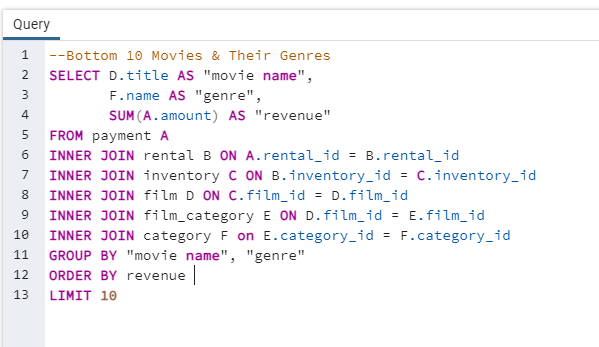 Query
1 --Bottom 10 Movies & Their Genres
2 SELECT D.title AS "movie name",
3 F.name AS "genre",
4 SUM(A.amount) AS "revenue"
5 FROM payment A
6 INNER JOIN rental B ON A.rental_id = B.rental_id
7 INNER JOIN inventory C ON B.inventory_id = C.inventory_id
8 INNER JOIN film D ON C.film_id = D.film_id
9 INNER JOIN film_category E ON D.film_id = E.film_id
10 INNER JOIN category F on E.category_id = F.category_id
11 GROUP BY "movie name", "genre"
12 ORDER BY revenue
13 LIMIT 10